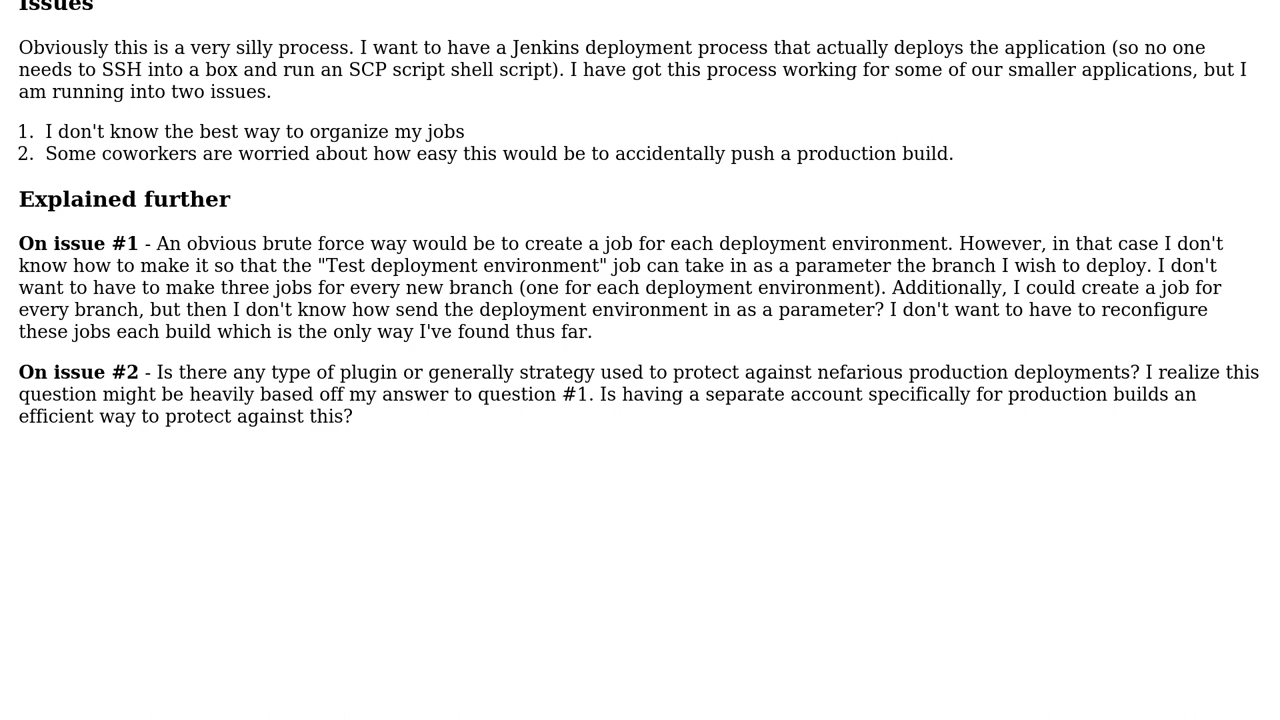 Issues
Obviously this is a very silly process. I want to have a Jenkins deployment process that actually deploys the application (so no one
needs to SSH into a box and run an SCP script shell script). I have got this process working for some of our smaller applications, but I
am running into two issues.
1. I don't know the best way to organize my jobs
2. Some coworkers are worried about how easy this would be to accidentally push a production build.
Explained further
On issue #1 - An obvious brute force way would be to create a job for each deployment environment. However, in that case I don't
know how to make it so that the "Test deployment environment" job can take in as a parameter the branch I wish to deploy. I don't
want to have to make three jobs for every new branch (one for each deployment environment). Additionally, I could create a job for
every branch, but then I don't know how send the deployment environment in as a parameter? I don't want to have to reconfigure
these jobs each build which is the only way I've found thus far.
On issue #2 - Is there any type of plugin or generally strategy used to protect against nefarious production deployments? I realize this
question might be heavily based off my answer to question #1. Is having a separate account specifically for production builds an
efficient way to protect against this?